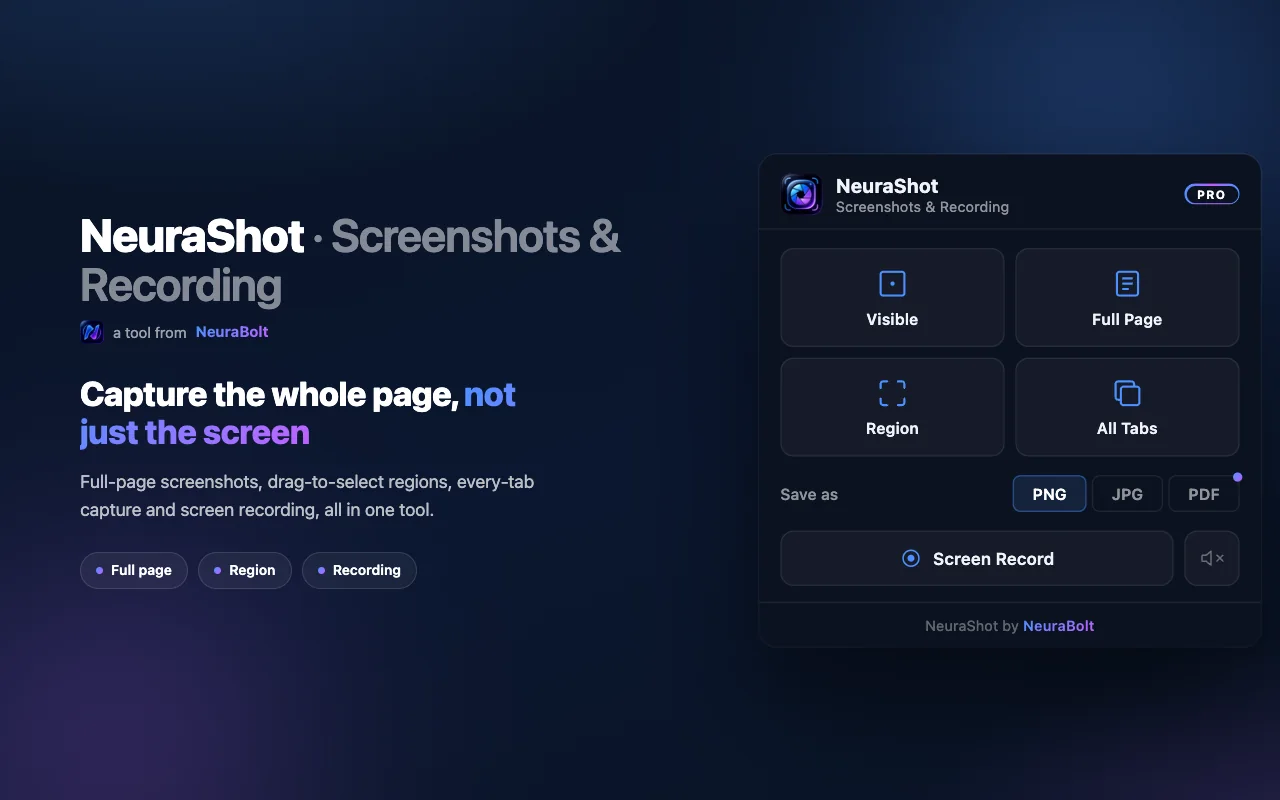 NeuraShot · Screenshots &
Recording
a tool from NeuraBolt
Capture the whole page, not
just the screen
Full-page screenshots, drag-to-select regions, every-tab
capture and screen recording, all in one tool.
Full page
Region
Recording
NeuraShot
Screenshots & Recording
PRO
Visible
Full Page
Region
All Tabs
Save as
PNG
JPG
PDF
Screen Record
NeuraShot by NeuraBolt